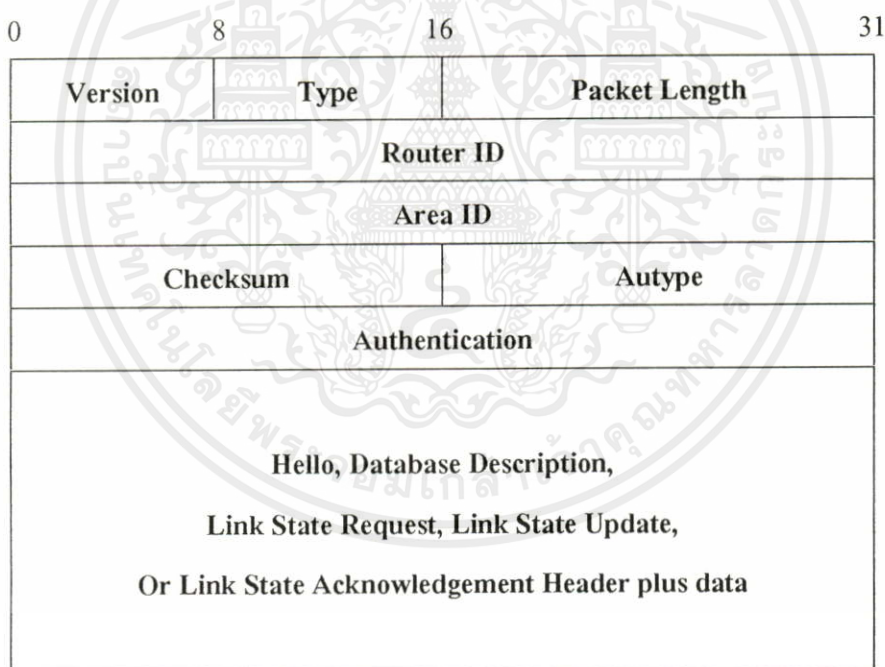 0 8 16 31
Version Type Packet Length
Router ID
Area ID
Checksum Autype
Authentication
Hello, Database Description,
Link State Request, Link State Update,
Or Link State Acknowledgement Header plus data